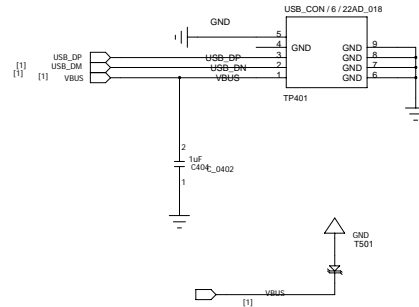 USB_CON / 6 / 22AD_018
GND
5
4 GND GND 9
[1] USB_DP USB_DP 3 GND 8
[1] USB_DM USB_DN 2 GND 7
[1] VBUS VBUS 1 GND 6
TP401
2
1uF
C404 C_0402
1
GND
T501
VBUS
[1]